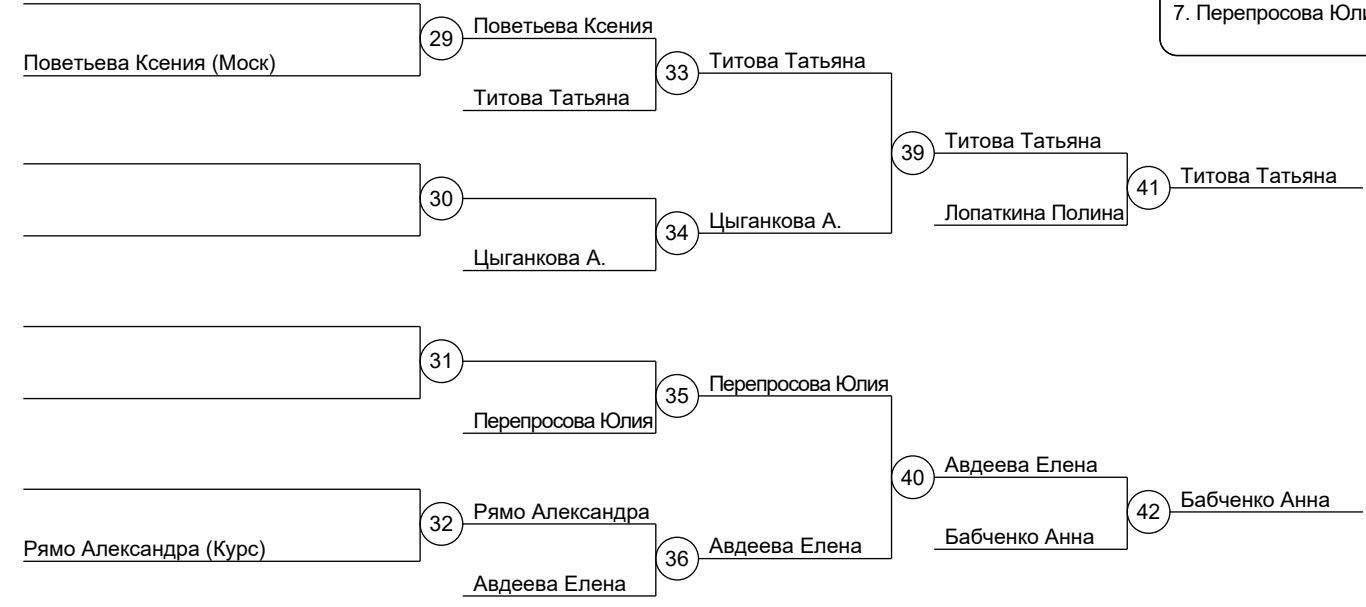 7. Перепросова Юли
29
Поветьева Ксения
Поветьева Ксения (Моск)
33
Титова Татьяна
Титова Татьяна
39
Титова Татьяна
41
Титова Татьяна
30
34
Цыганкова А.
Лопаткина Полина
Цыганкова А.
31
35
Перепросова Юлия
Перепросова Юлия
40
Авдеева Елена
42
Бабченко Анна
32
Рямо Александра
Рямо Александра (Курс)
36
Авдеева Елена
Бабченко Анна
Авдеева Елена